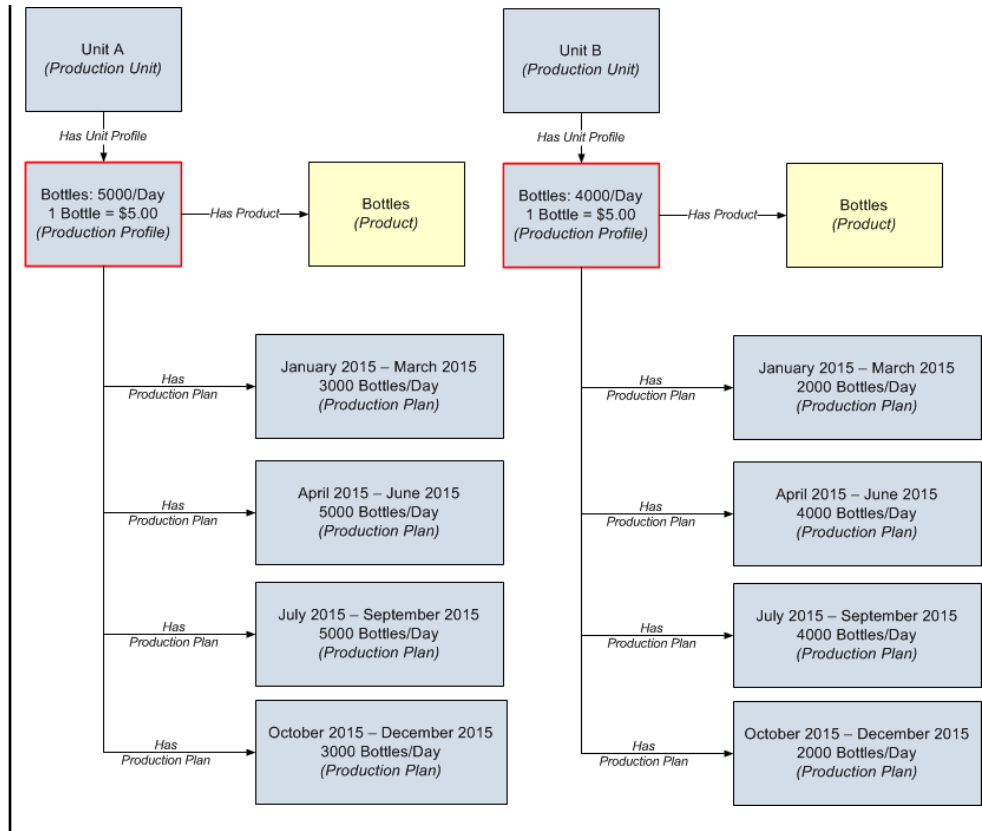 Unit A
(Production Unit)
Has Unit Profile
Bottles: 5000/Day
1 Bottle = $5.00
(Production Profile)
Has Product
Bottles
(Product)
Has
Production Plan
January 2015 – March 2015
3000 Bottles/Day
(Production Plan)
Has
Production Plan
April 2015 – June 2015
5000 Bottles/Day
(Production Plan)
Has
Production Plan
July 2015 – September 2015
5000 Bottles/Day
(Production Plan)
Has
Production Plan
October 2015 – December 2015
3000 Bottles/Day
(Production Plan)
Unit B
(Production Unit)
Has Unit Profile
Bottles: 4000/Day
1 Bottle = $5.00
(Production Profile)
Has Product
Bottles
(Product)
Has
Production Plan
January 2015 – March 2015
2000 Bottles/Day
(Production Plan)
Has
Production Plan
April 2015 – June 2015
4000 Bottles/Day
(Production Plan)
Has
Production Plan
July 2015 – September 2015
4000 Bottles/Day
(Production Plan)
Has
Production Plan
October 2015 – December 2015
2000 Bottles/Day
(Production Plan)